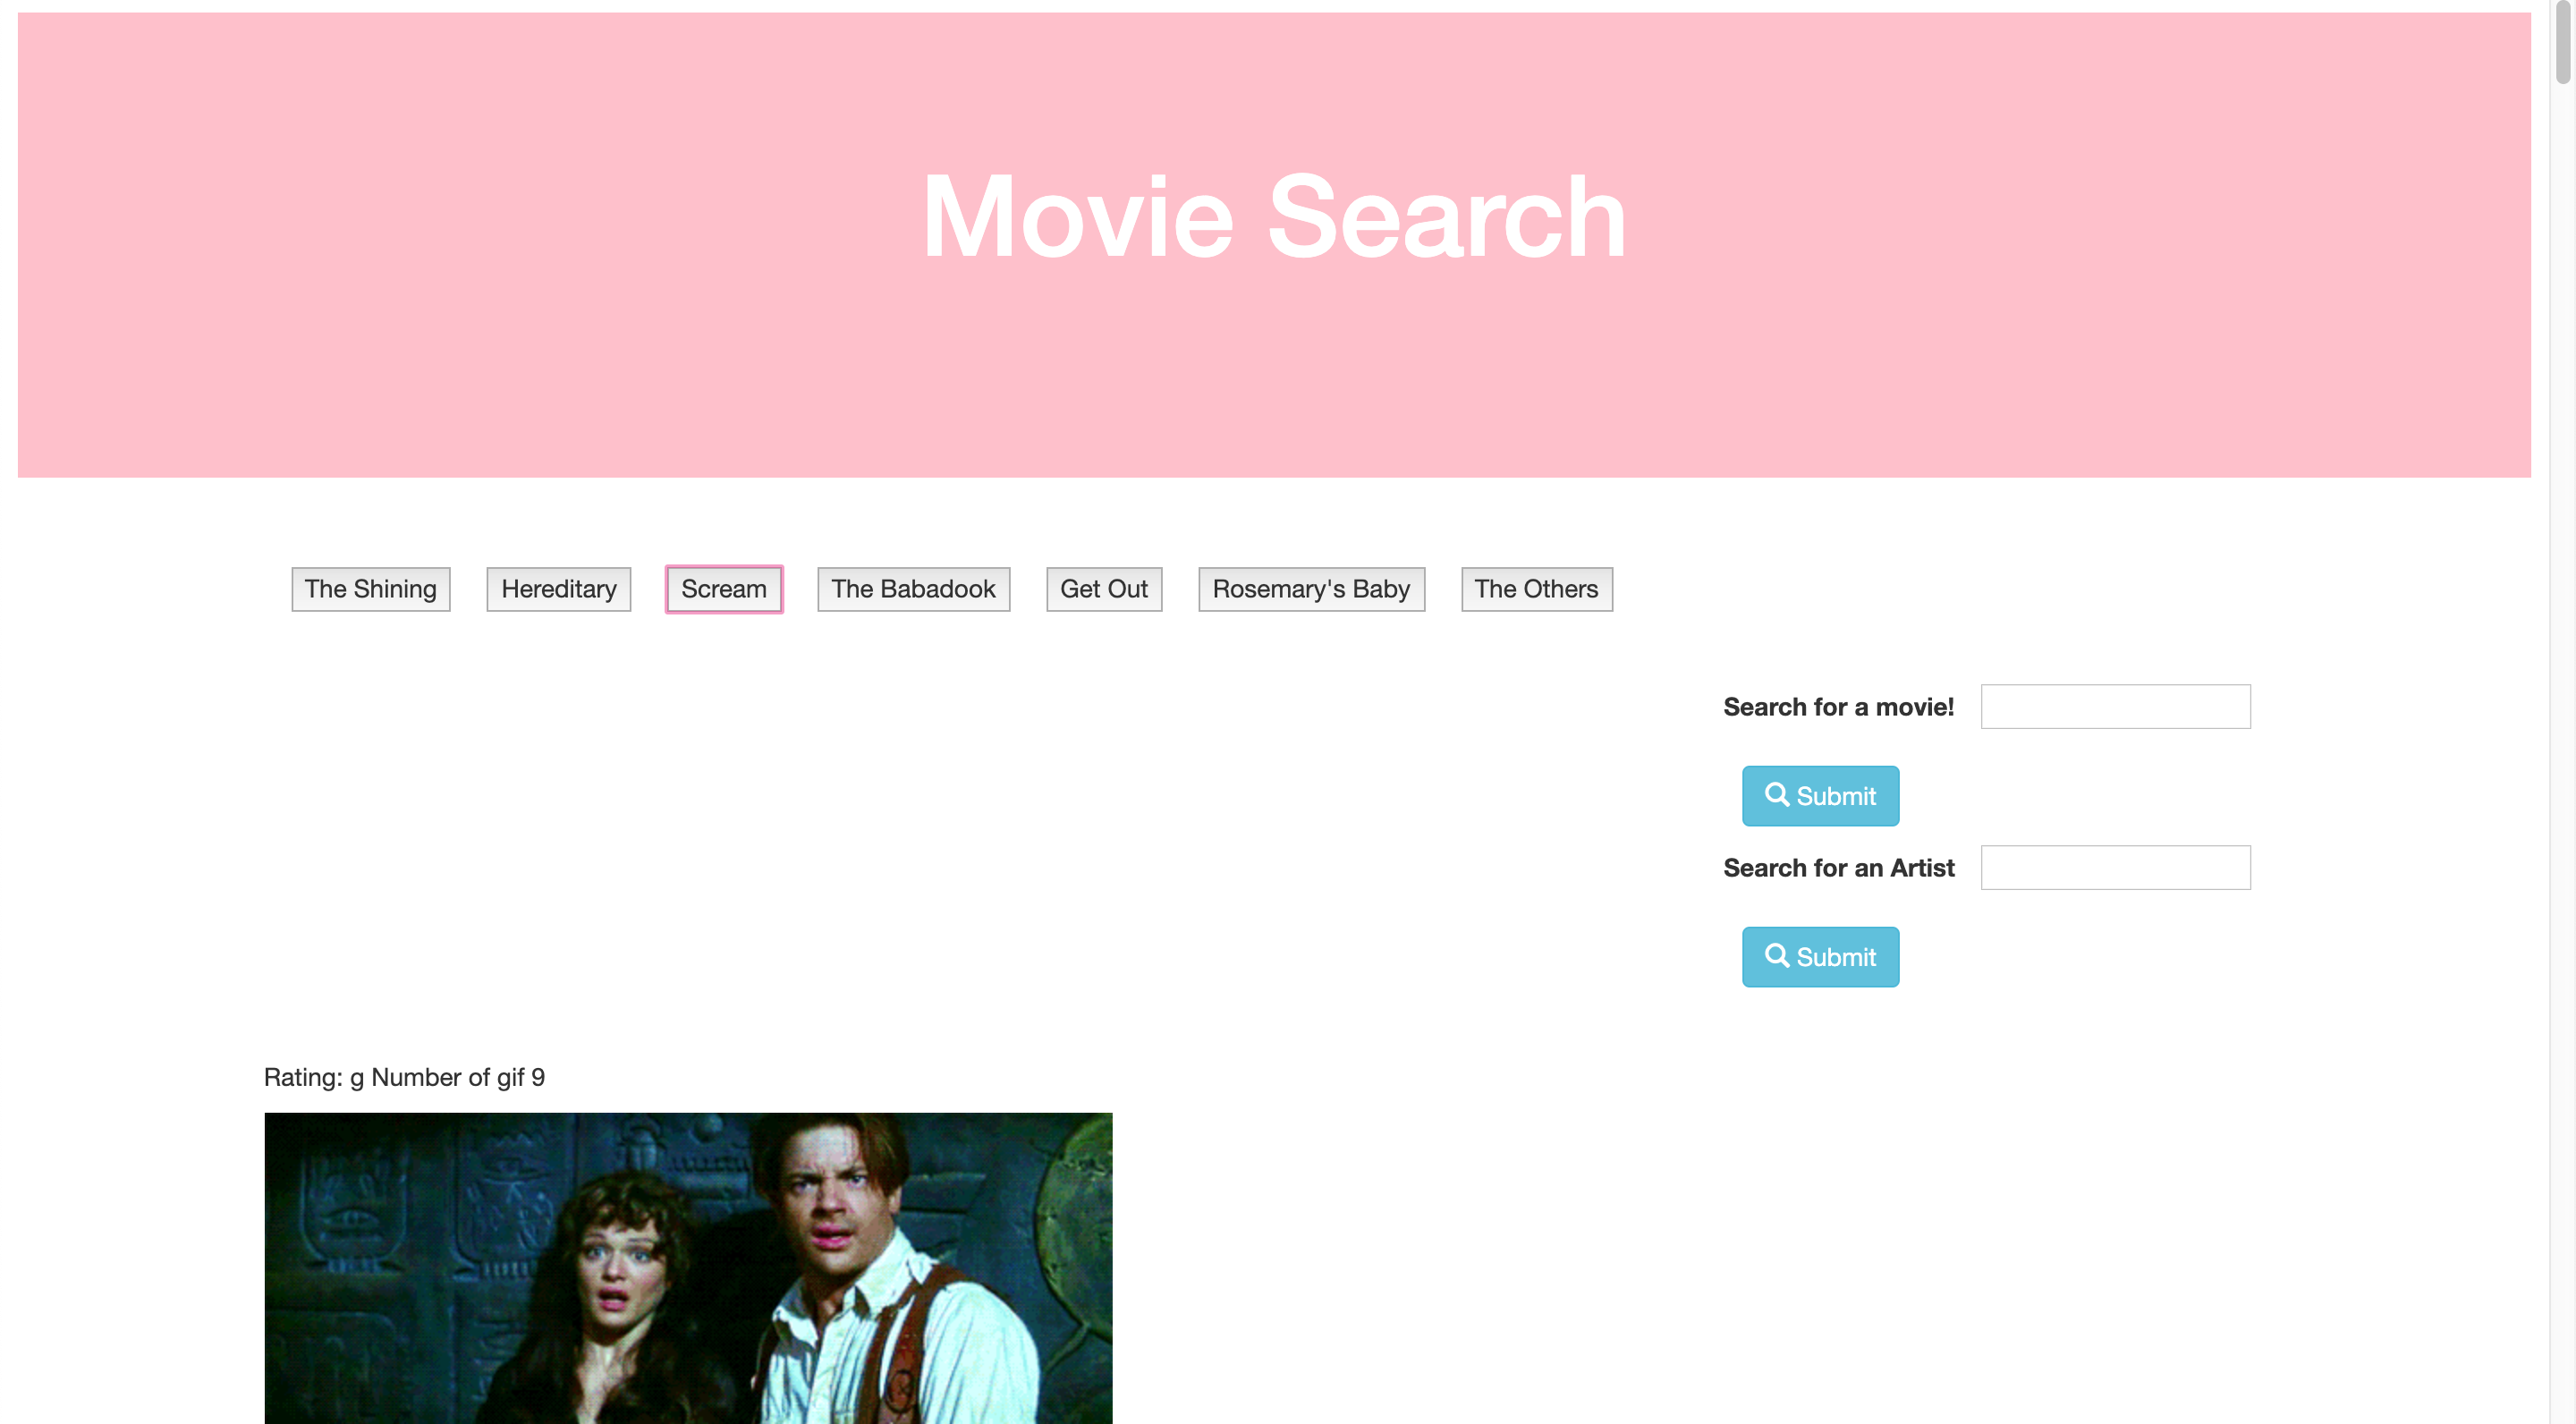 Movie Search
The Shining Hereditary Scream The Babadook Get Out Rosemary's Baby The Others
Search for a movie!
Submit
Search for an Artist
Submit
Rating: g Number of gif 9